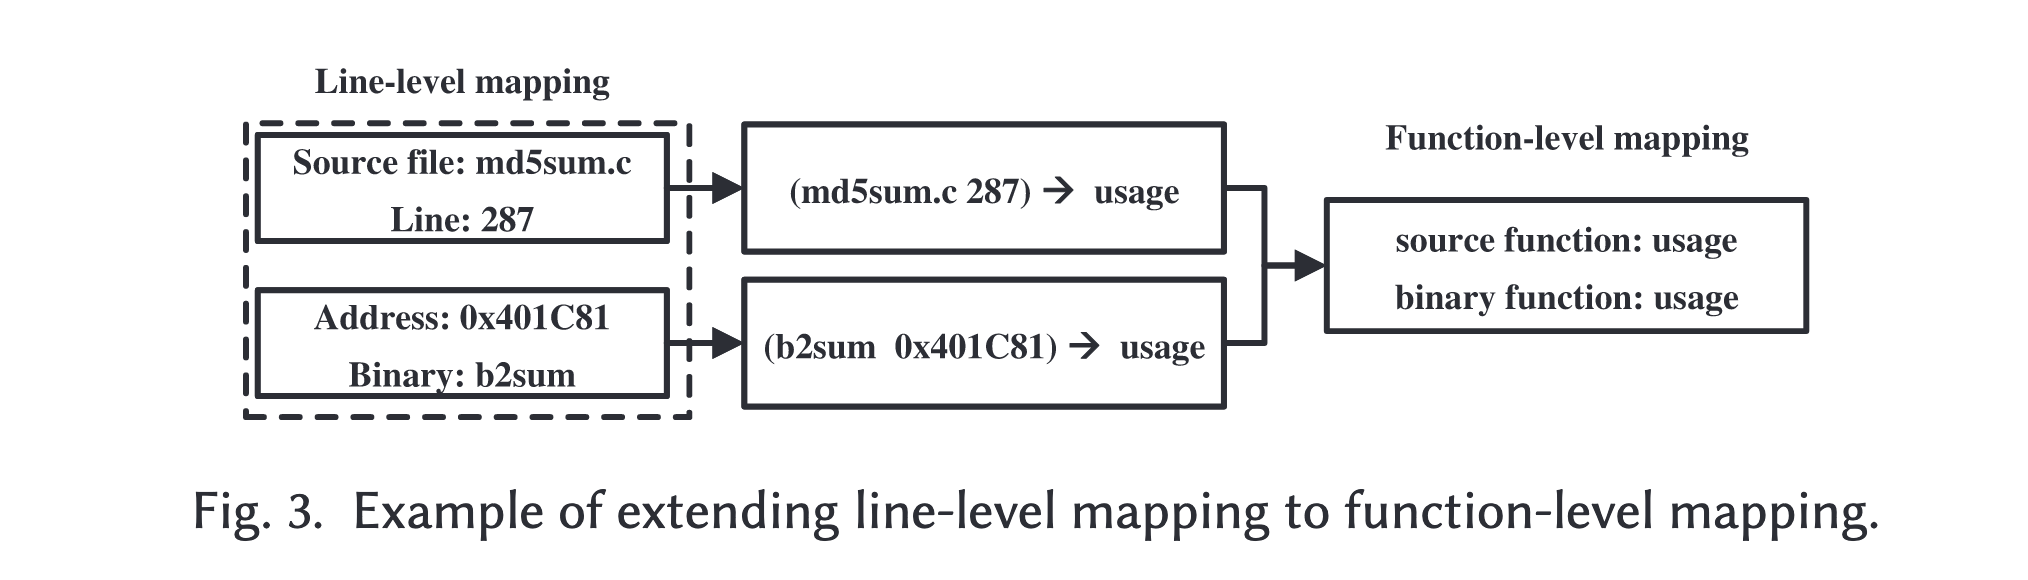 Line-level mapping
Source file: md5sum.c
Line: 287
Address: 0x401C81
Binary: b2sum
(md5sum.c 287) → usage
(b2sum 0x401C81) → usage
Function-level mapping
source function: usage
binary function: usage
Fig. 3. Example of extending line-level mapping to function-level mapping.